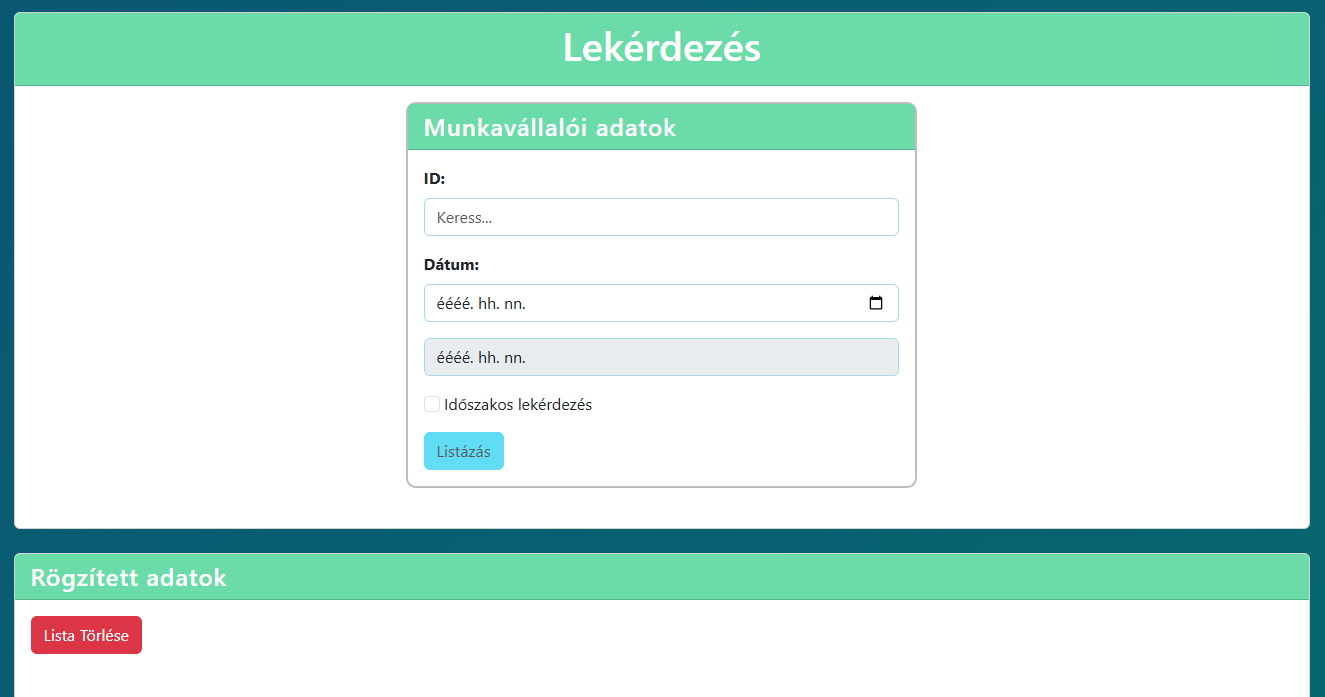 Lekérdezés
Munkavállalói adatok
ID:
Keress...
Dátum:
éééé. hh. nn.
éééé. hh. nn.
Időszakos lekérdezés
Listázás
Rögzített adatok
Lista Törlése